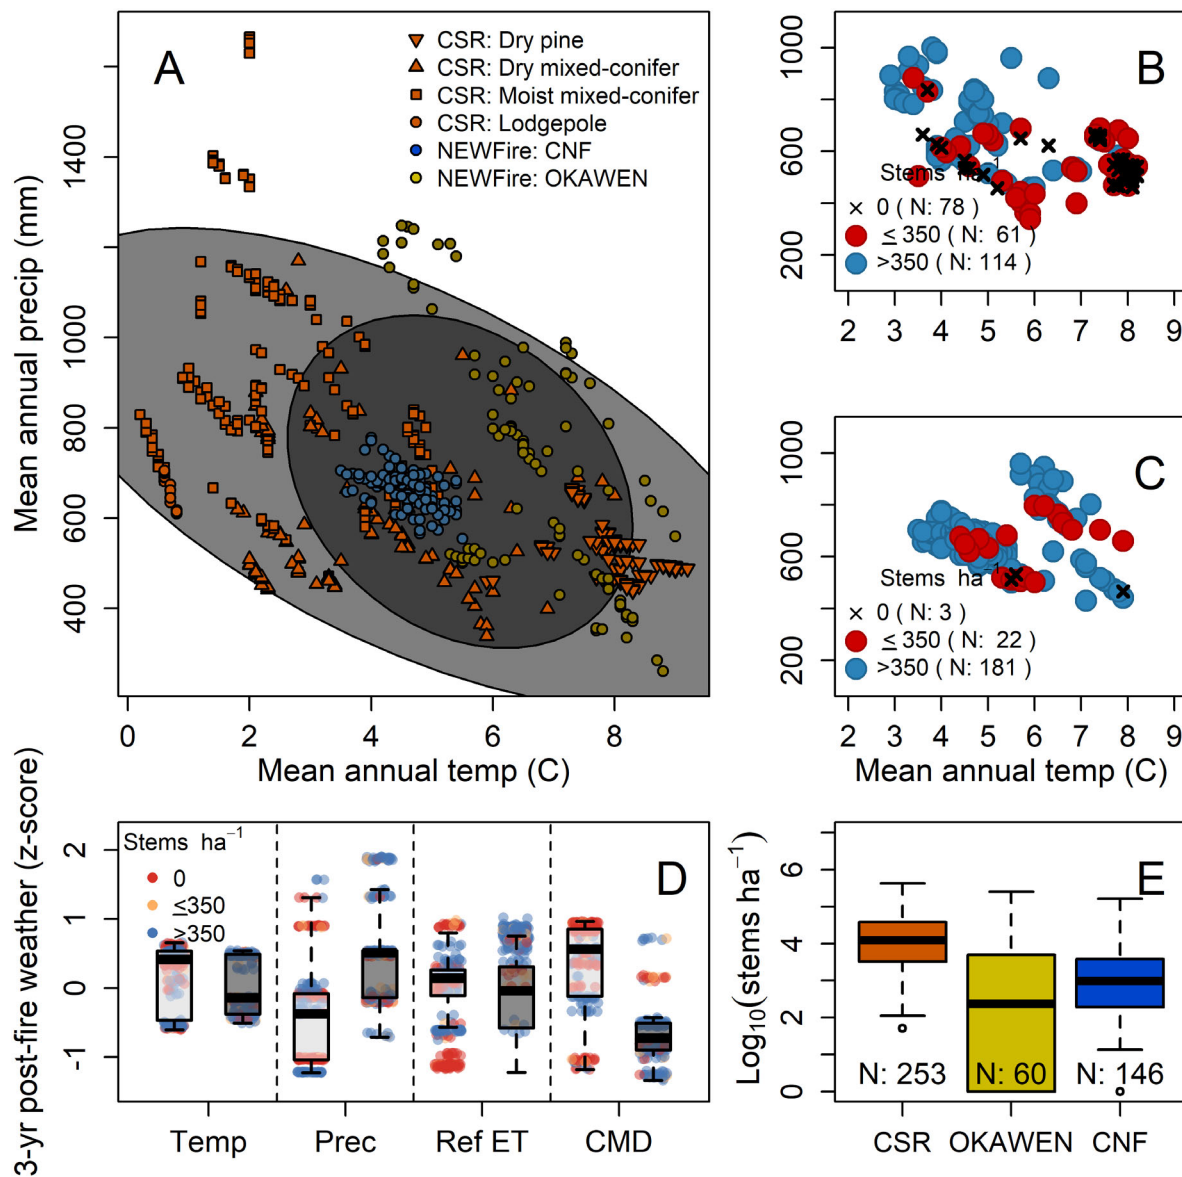 A
CSR: Dry pine
CSR: Dry mixed-conifer
CSR: Moist mixed-conifer
CSR: Lodgepole
NEWFire: CNF
NEWFire: OKAWEN
Mean annual precip (mm)
1400
1000
800
600
400
0 2 4 6 8
Mean annual temp (C)
B
1000
600
200
Stems ha⁻¹
0 ( N: 78 )
≤ 350 ( N: 61 )
>350 ( N: 114 )
2 3 4 5 6 7 8 9
C
1000
600
200
Stems ha⁻¹
0 ( N: 3 )
≤ 350 ( N: 22 )
>350 ( N: 181 )
2 3 4 5 6 7 8 9
Mean annual temp (C)
3-yr post-fire weather (z-score)
D
Stems ha⁻¹
0
≤350
>350
2
1
0
-1
Temp Prec Ref ET CMD
Log₁₀(stems ha⁻¹)
E
6
4
2
0
N: 253 N: 60 N: 146
CSR OKAWEN CNF